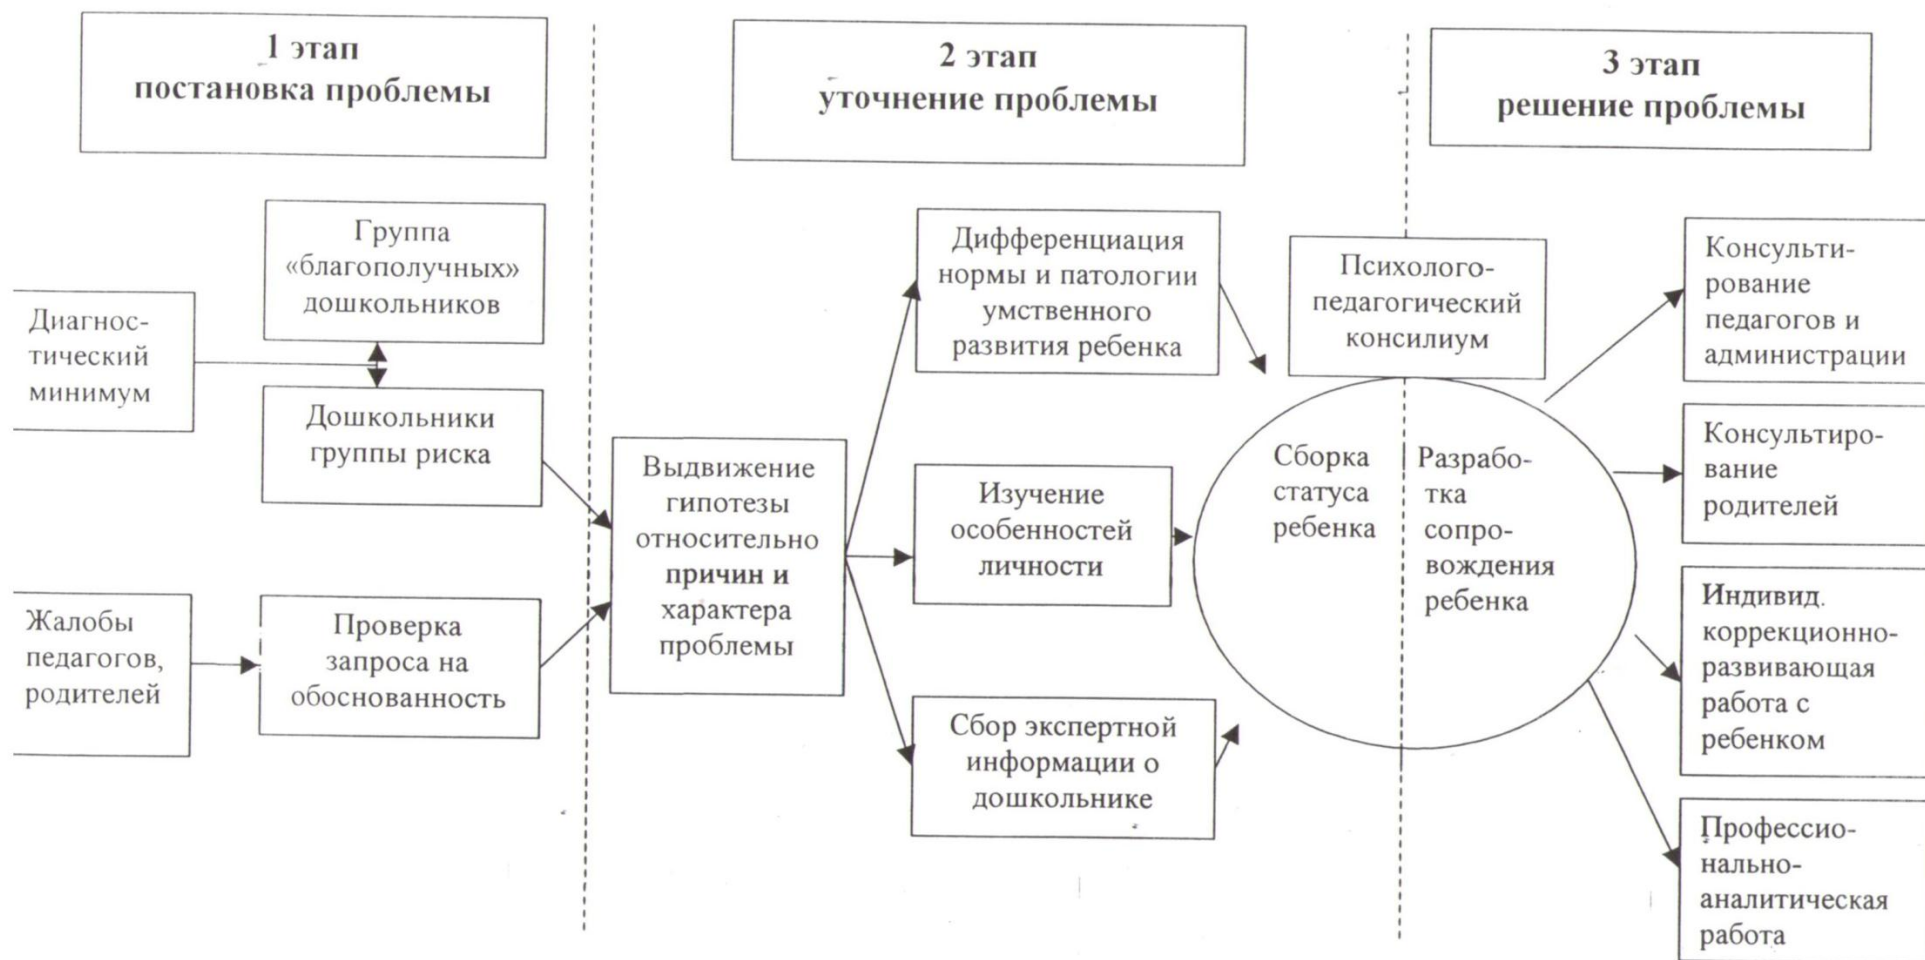 1 этап
постановка проблемы
2 этап
уточнение проблемы
3 этап
решение проблемы
Диагнос-
тический
минимум
Группа
«благополучных»
дошкольников
Дошкольники
группы риска
Жалобы
педагогов,
родителей
Проверка
запроса на
обоснованность
Выдвижение
гипотезы
относительно
причин и
характера
проблемы
Дифференциация
нормы и патологии
умственного
развития ребенка
Изучение
особенностей
личности
Сбор экспертной
информации о
дошкольнике
Психолого-
педагогический
консилиум
Сборка
статуса
ребенка
Разрабо-
тка
сопро-
вождения
ребенка
Консульти-
рование
педагогов и
администрации
Консультиро-
вание
родителей
Индивид.
коррекционно-
развивающая
работа с
ребенком
Профессио-
нально-
аналитическая
работа